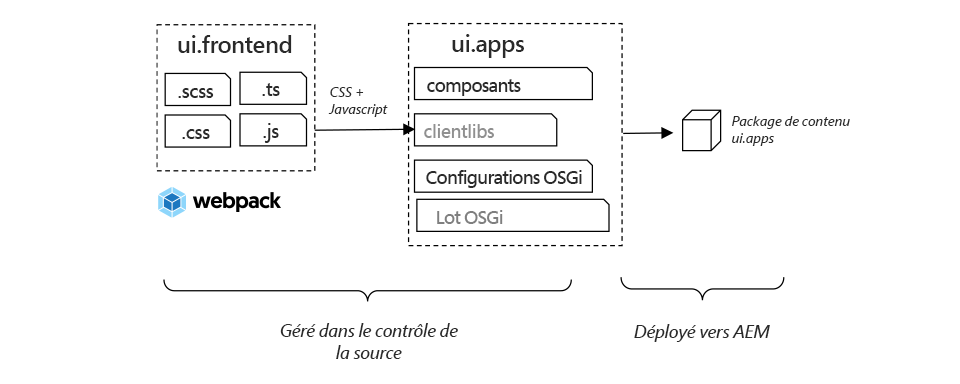 ui.frontend
.scss
.ts
.css
.js
webpack
CSS +
Javascript
ui.apps
composants
clientlibs
Configurations OSGi
Lot OSGi
Package de contenu
ui.apps
Géré dans le contrôle de
la source
Déployé vers AEM